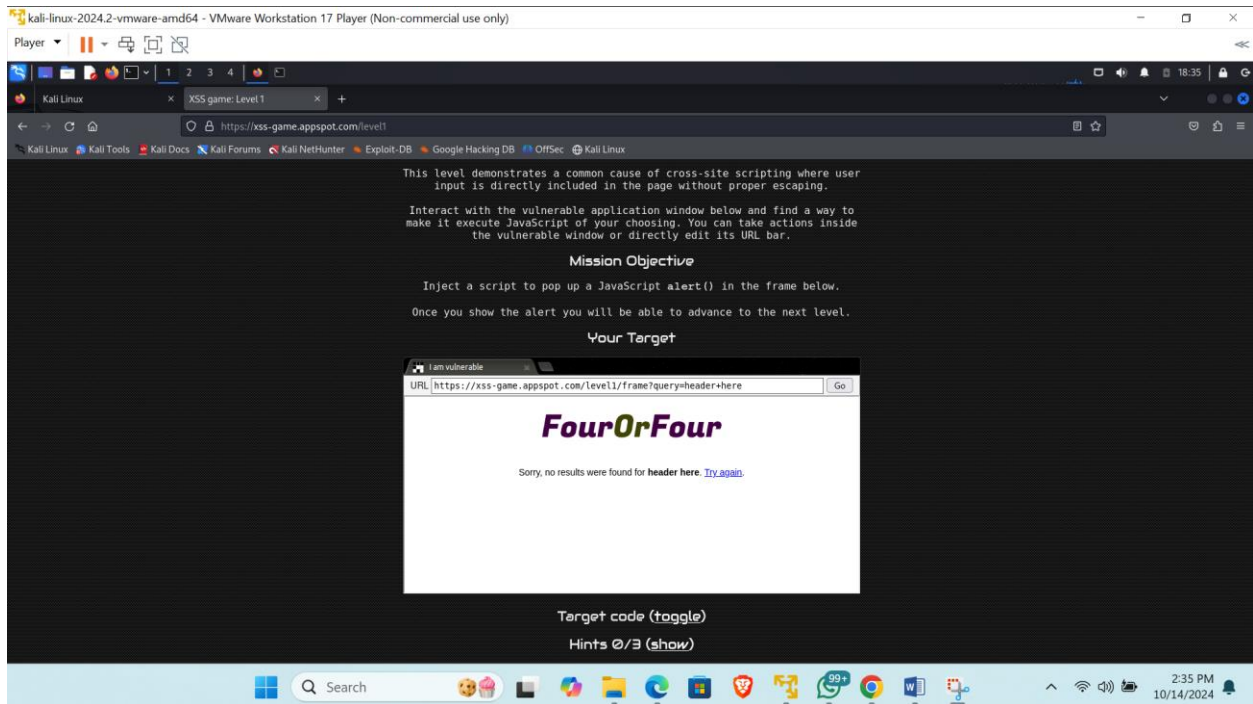 kali-linux-2024.2-vmware-amd64 - VMware Workstation 17 Player (Non-commercial use only)
Player
1 2 3 4
18:35
Kali Linux
XSS game: Level 1
https://xss-game.appspot.com/level1
Kali Linux Kali Tools Kali Docs Kali Forums Kali NetHunter Exploit-DB Google Hacking DB OffSec Kali Linux
This level demonstrates a common cause of cross-site scripting where user
input is directly included in the page without proper escaping.
Interact with the vulnerable application window below and find a way to
make it execute JavaScript of your choosing. You can take actions inside
the vulnerable window or directly edit its URL bar.
Mission Objective
Inject a script to pop up a JavaScript alert() in the frame below.
Once you show the alert you will be able to advance to the next level.
Your Target
I am vulnerable
URL https://xss-game.appspot.com/level1/frame?query=header+here Go
FourOrFour
Sorry, no results were found for header here. Try again.
Target code (toggle)
Hints 0/3 (show)
Search
99+
2:35 PM
10/14/2024